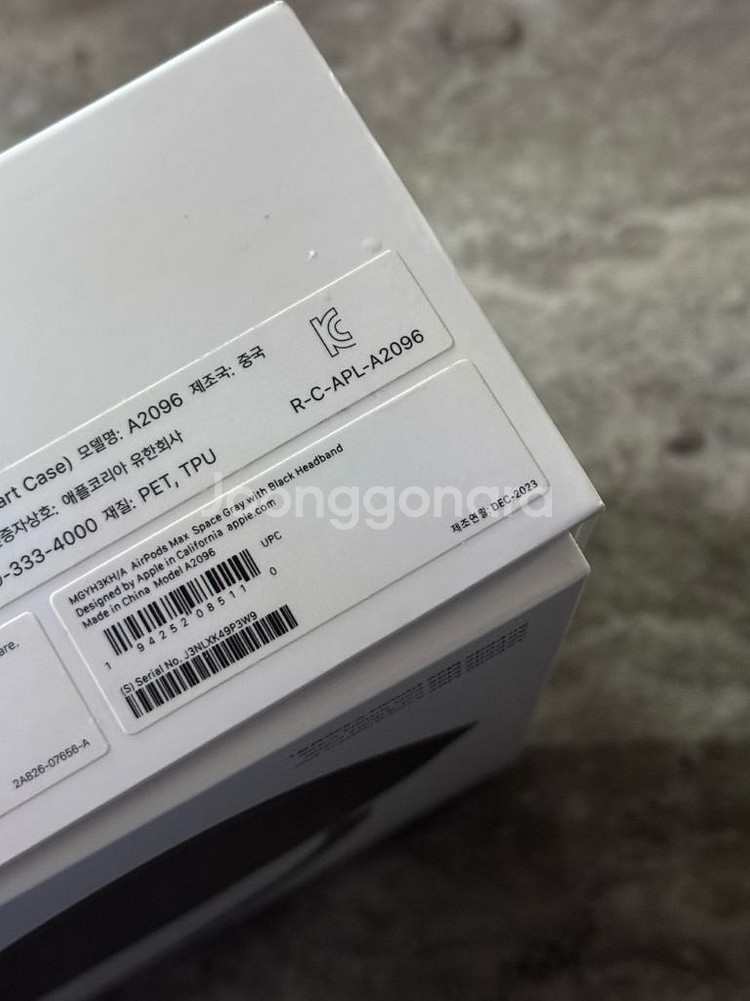 art Case) 모델명: A2096 제조국: 중국
증자상호: 애플코리아 유한회사
0-333-4000 재질: PET, TPU
R-C-APL-A2096
MGYH3KH/A AirPods Max Space Gray with Black Headband
Designed by Apple in California apple.com
Made in China Model A2096
UPC
1 94252 08511 0
(S) Serial No. J3NLXK49P3W9
제조연월: DEC-2023
are.
2A826-07656-A
Joonggonara